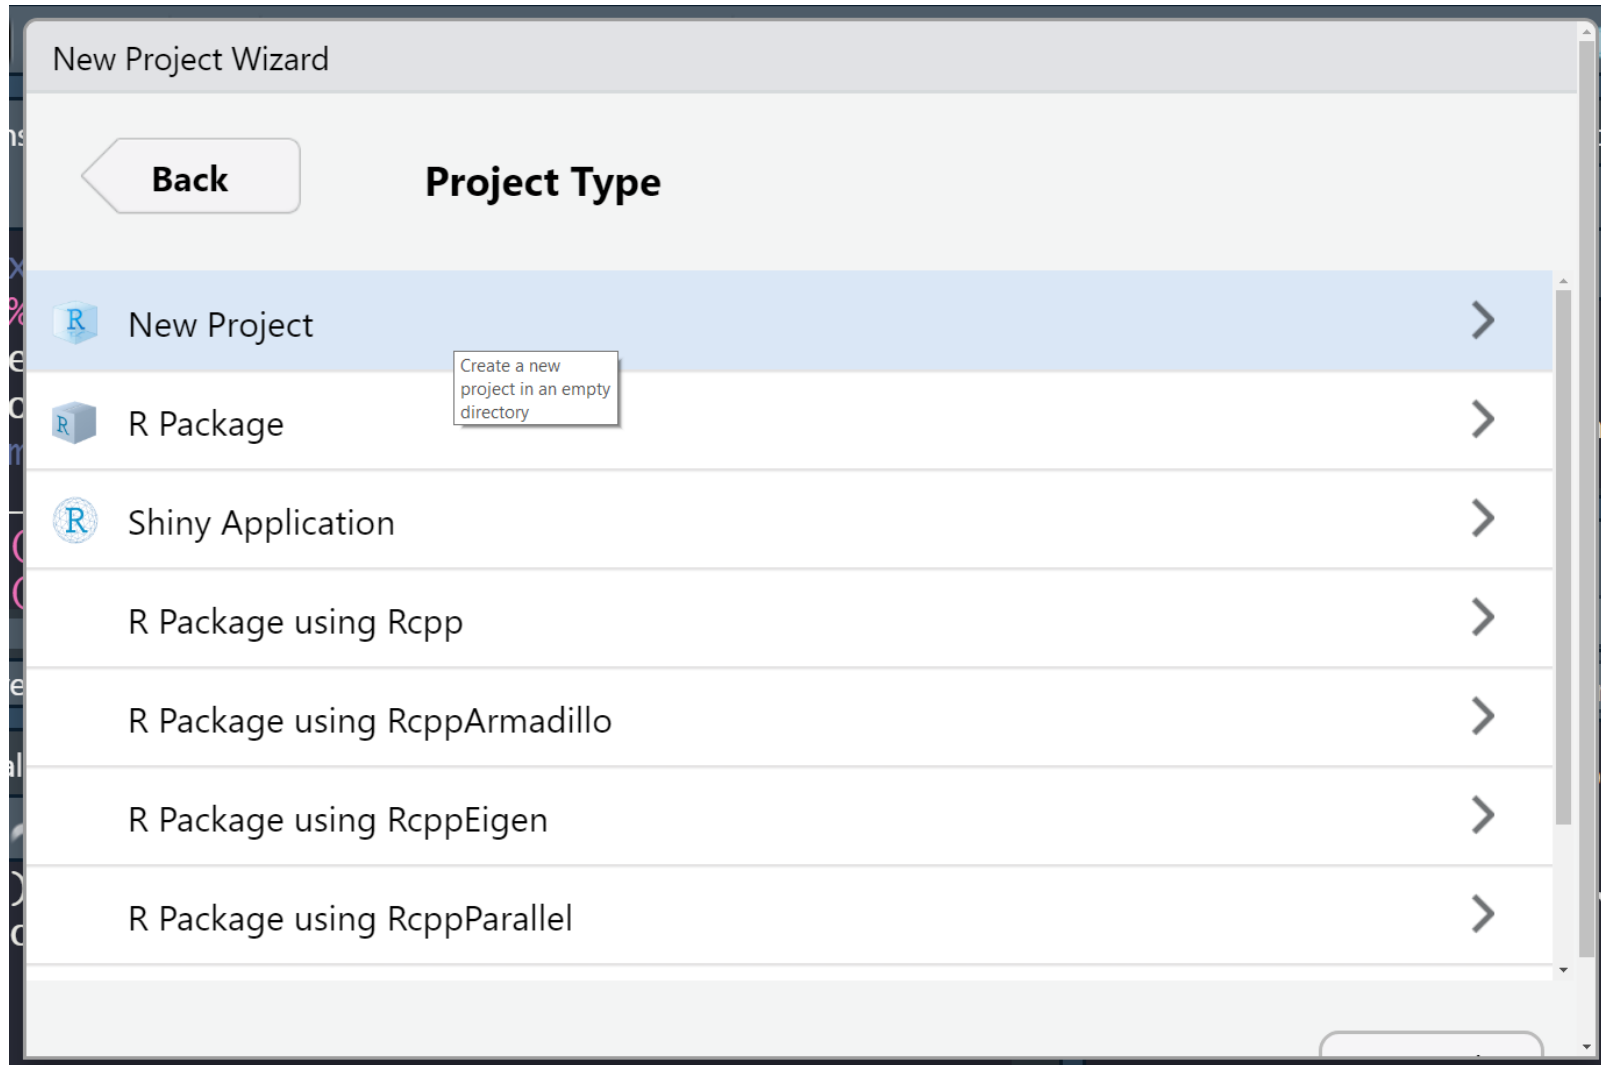 New Project Wizard
Back
Project Type
R
New Project
Create a new
project in an empty
directory
R
R Package
R
Shiny Application
R Package using Rcpp
R Package using RcppArmadillo
R Package using RcppEigen
R Package using RcppParallel